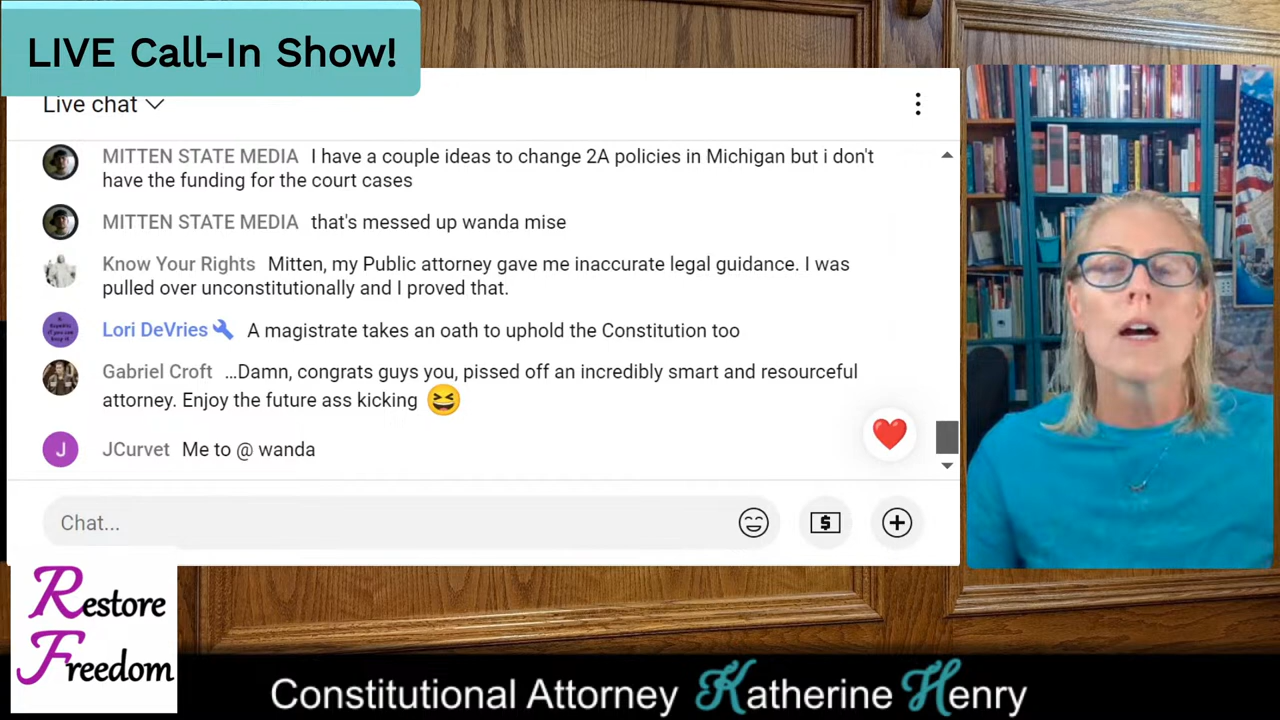 LIVE Call-In Show!
Live chat
MITTEN STATE MEDIA I have a couple ideas to change 2A policies in Michigan but i don't
have the funding for the court cases
MITTEN STATE MEDIA that's messed up wanda mise
Know Your Rights Mitten, my Public attorney gave me inaccurate legal guidance. I was
pulled over unconstitutionally and I proved that.
Lori DeVries A magistrate takes an oath to uphold the Constitution too
Gabriel Croft ...Damn, congrats guys you, pissed off an incredibly smart and resourceful
attorney. Enjoy the future ass kicking 😆
J JCurvet Me to @ wanda
Chat...
Restore
Freedom
Constitutional Attorney Katherine Henry